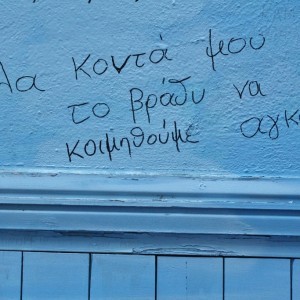 λα κοντά μου
το βράδυ να
κοιμηθούμε αγκ